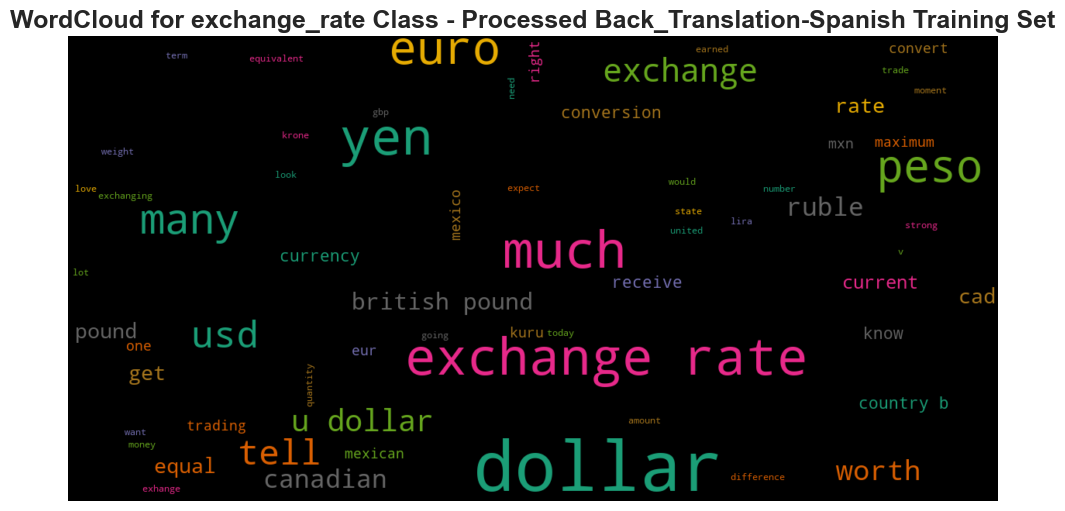 WordCloud for exchange_rate Class - Processed Back_Translation-Spanish Training Set
euro
term
equivalent
right
earned
convert
exchange
trade
need
moment
rate
gbp
conversion
yen
krone
mxn
maximum
weight
peso
look
love
exchanging
expect
would
number
many
mexico
state
ruble
united
lira
strong
much
currency
v
lot
receive
current
british pound
cad
pound
usd
going
kuru
today
know
one
eur
exchange rate
get
quantity
country b
u dollar
amount
trading
want
money
tell
mexican
dollar
equal
canadian
difference
worth
exhange